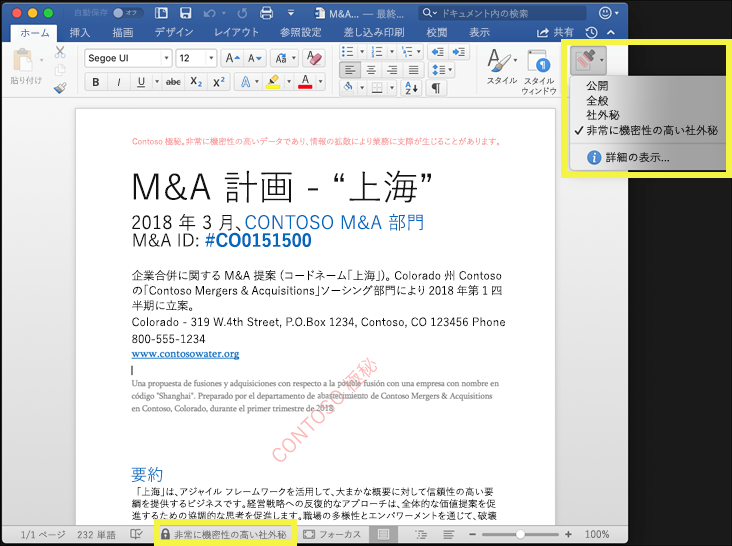 自動保存 オフ
M&A... — 最終...
ドキュメント内の検索
ホーム 挿入 描画 デザイン レイアウト 参照設定 差し込み印刷 校閲 表示 共有
Segoe UI 12
貼り付け
B I U abc X2 X2
スタイル
スタイル
ウィンドウ
公開
全般
社外秘
✓ 非常に機密性の高い社外秘
詳細の表示...
Contoso 極秘。非常に機密性の高いデータであり、情報の拡散により業務に支障が生じることがあります。
M&A 計画 - “上海”
2018 年 3 月、CONTOSO M&A 部門
M&A ID: #CO0151500
企業合併に関する M&A 提案 (コードネーム「上海」)。Colorado 州 Contoso
の「Contoso Mergers & Acquisitions」ソーシング部門により 2018 年第 1 四
半期に立案。
Colorado - 319 W.4th Street, P.O.Box 1234, Contoso, CO 123456 Phone
800-555-1234
www.contosowater.org
Una propuesta de fusiones y adquisiciones con respecto a la posible fusión con una empresa con nombre en
código "Shanghai". Preparado por el departamento de abastecimiento de Contoso Mergers & Acquisitions
en Contoso, Colorado, durante el primer trimestre de 2018
CONTOSO 極秘
要約
「上海」は、アジャイル フレームワークを活用して、大まかな概要に対して信頼性の高い要
綱を提供するビジネスです。経営戦略への反復的なアプローチは、全体的な価値提案を促
進するための協調的な思考を促進します。職場の多様性とエンパワーメントを通じて、破壊
1/1 ページ 232 単語 非常に機密性の高い社外秘 フォーカス 100%